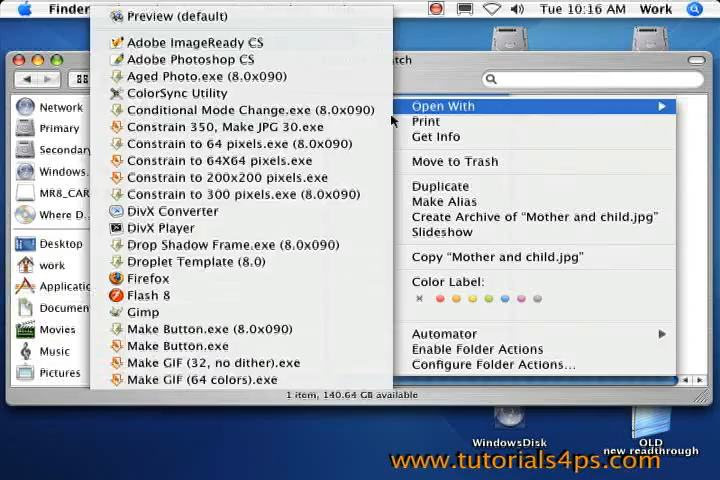 Finder
Tue 10:16 AM
Work
Preview (default)
Adobe ImageReady CS
Adobe Photoshop CS
Aged Photo.exe (8.0x090)
ColorSync Utility
Conditional Mode Change.exe (8.0x090)
Constrain 350, Make JPG 30.exe
Constrain to 64 pixels.exe (8.0x090)
Constrain to 64X64 pixels.exe
Constrain to 200x200 pixels.exe
Constrain to 300 pixels.exe (8.0x090)
DivX Converter
DivX Player
Drop Shadow Frame.exe (8.0x090)
Droplet Template (8.0)
Firefox
Flash 8
Gimp
Make Button.exe (8.0x090)
Make Button.exe
Make GIF (32, no dither).exe
Make GIF (64 colors).exe
Open With
Print
Get Info
Move to Trash
Duplicate
Make Alias
Create Archive of “Mother and child.jpg”
Slideshow
Copy “Mother and child.jpg”
Color Label:
Automator
Enable Folder Actions
Configure Folder Actions...
Network
Primary
Secondary
Windows.
MR8_CAR
Where D
Desktop
work
Applicatio
Documen
Movies
Music
Pictures
1 item, 140.64 GB available
WindowsDisk
OLD
new readthrough
www.tutorials4ps.com